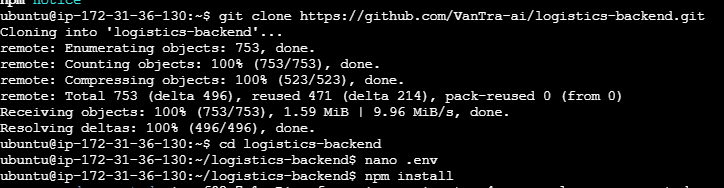 npm notice
ubuntu@ip-172-31-36-130:~$ git clone https://github.com/VanTra-ai/logistics-backend.git
Cloning into 'logistics-backend'...
remote: Enumerating objects: 753, done.
remote: Counting objects: 100% (753/753), done.
remote: Compressing objects: 100% (523/523), done.
remote: Total 753 (delta 496), reused 471 (delta 214), pack-reused 0 (from 0)
Receiving objects: 100% (753/753), 1.59 MiB | 9.96 MiB/s, done.
Resolving deltas: 100% (496/496), done.
ubuntu@ip-172-31-36-130:~$ cd logistics-backend
ubuntu@ip-172-31-36-130:~/logistics-backend$ nano .env
ubuntu@ip-172-31-36-130:~/logistics-backend$ npm install